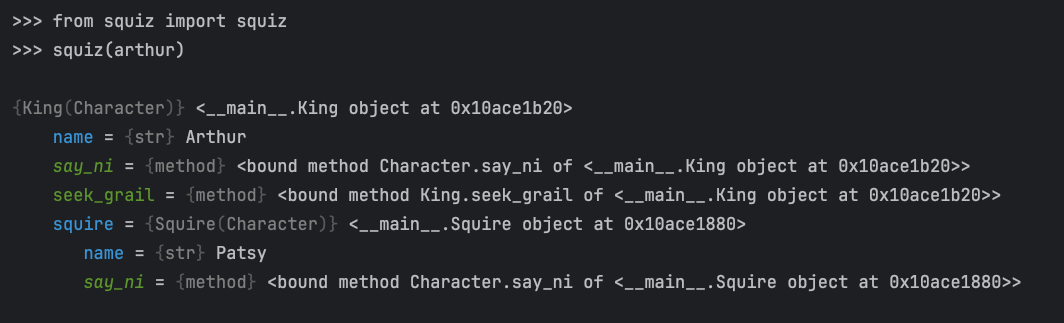 >>> from squiz import squiz
>>> squiz(arthur)
{King(Character)} <__main__.King object at 0x10ace1b20>
name = {str} Arthur
say_ni = {method} <bound method Character.say_ni of <__main__.King object at 0x10ace1b20>>
seek_grail = {method} <bound method King.seek_grail of <__main__.King object at 0x10ace1b20>>
squire = {Squire(Character)} <__main__.Squire object at 0x10ace1880>
name = {str} Patsy
say_ni = {method} <bound method Character.say_ni of <__main__.Squire object at 0x10ace1880>>